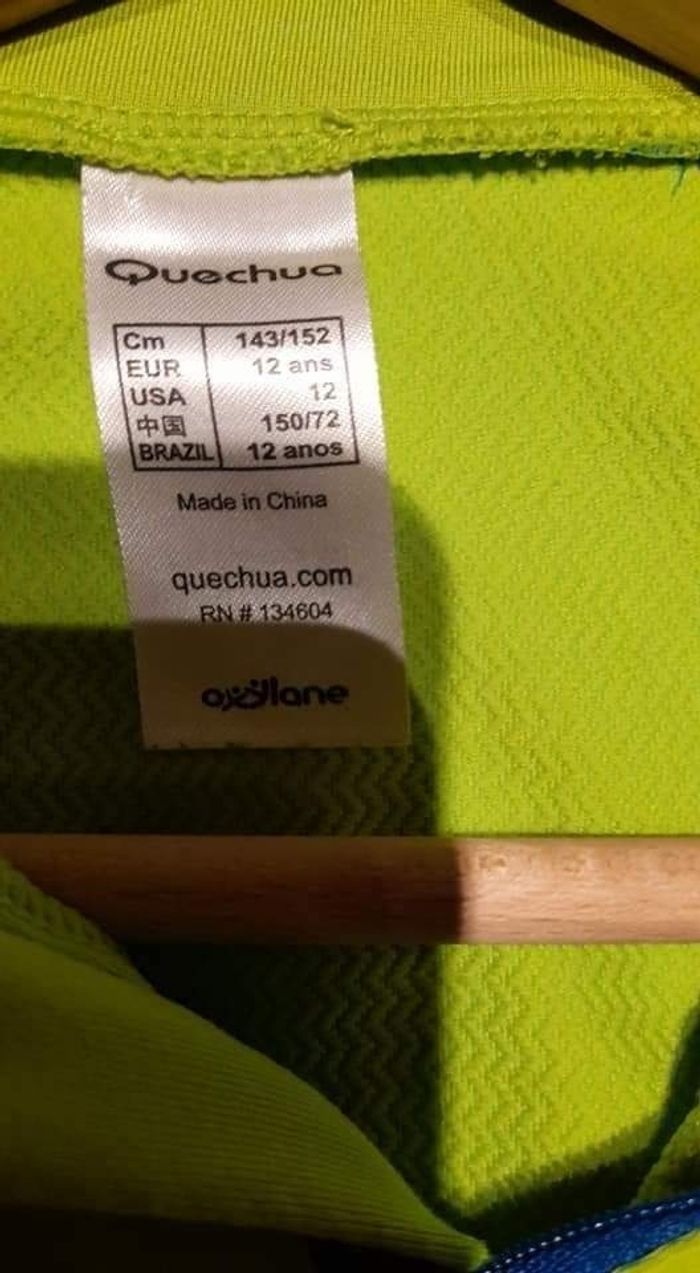 Quechua
Cm 143/152
EUR 12 ans
USA 12
中国 150/72
BRAZIL 12 anos
Made in China
quechua.com
RN # 134604
oxylane